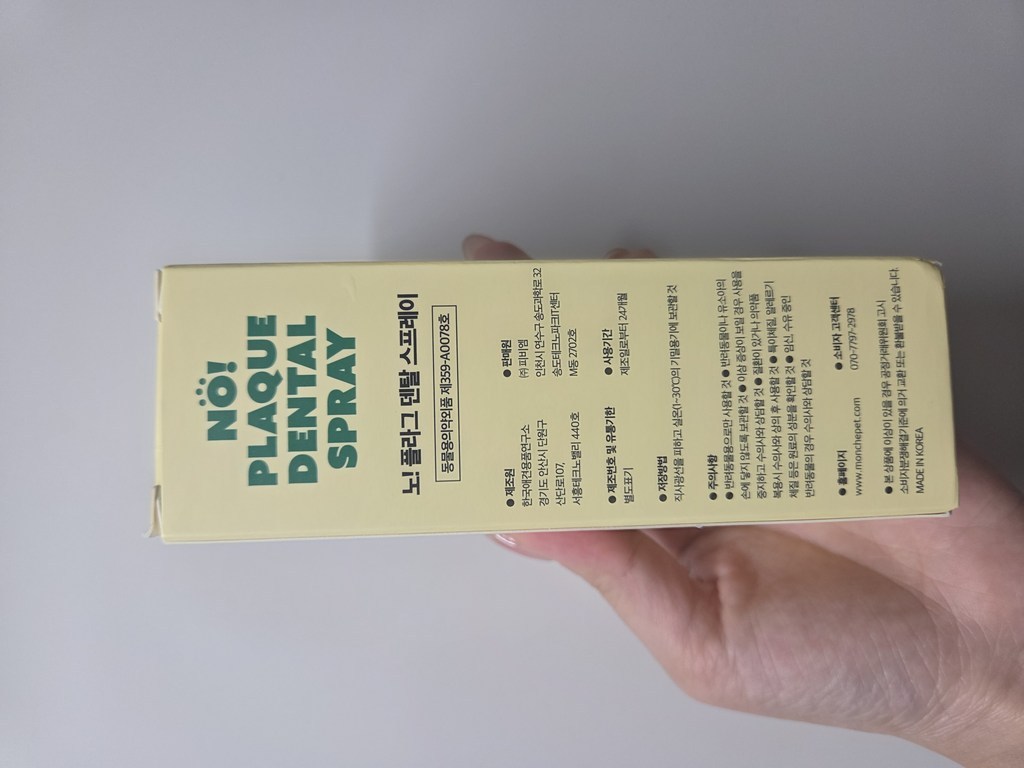 NO!
PLAQUE
DENTAL
SPRAY
노! 플라그 덴탈 스프레이
동물용의약외품 제359-A0078호
● 제조원
한국애견용품연구소
경기도 안산시 단원구
산단로107,
서흥테크노밸리 440호
● 판매원
(주) 피비엠
인천시 연수구 송도과학로 32
송도테크노파크IT센터
M동 2702호
● 제조번호 및 유통기한
별도표기
● 사용기간
제조일로부터 24개월
● 저장방법
직사광선을 피하고 실온(1~30℃)의 기밀용기에 보관할 것
● 주의사항
● 반려동물용으로만 사용할 것 ● 반려동물이나 유소아의
손에 닿지 않도록 보관할 것 ● 이상 증상이 보일 경우 사용을
중지하고 수의사와 상담할 것 ● 질환이 있거나 의약품
복용시 수의사와 상의 후 사용할 것 ● 특이체질, 알레르기
체질 등은 원료의 성분을 확인할 것 ● 임신, 수유 중인
반려동물의 경우 수의사와 상담할 것
● 홈페이지
www.monchepet.com
● 소비자 고객센터
070-7797-2978
● 본 상품에 이상이 있을 경우 공정거래위원회 고시
소비자분쟁해결기준에 의거 교환 또는 환불받을 수 있습니다.
MADE IN KOREA